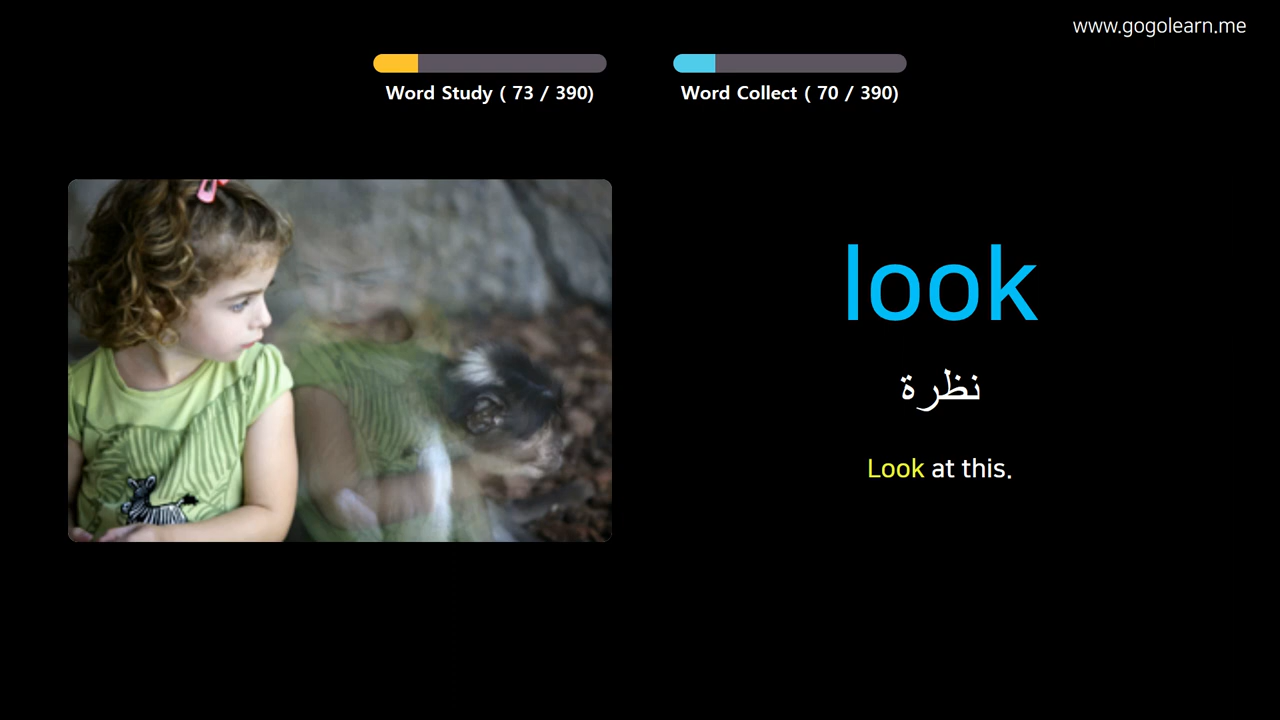 www.gogolearn.me
Word Study ( 73 / 390)
Word Collect ( 70 / 390)
look
نظرة
Look at this.